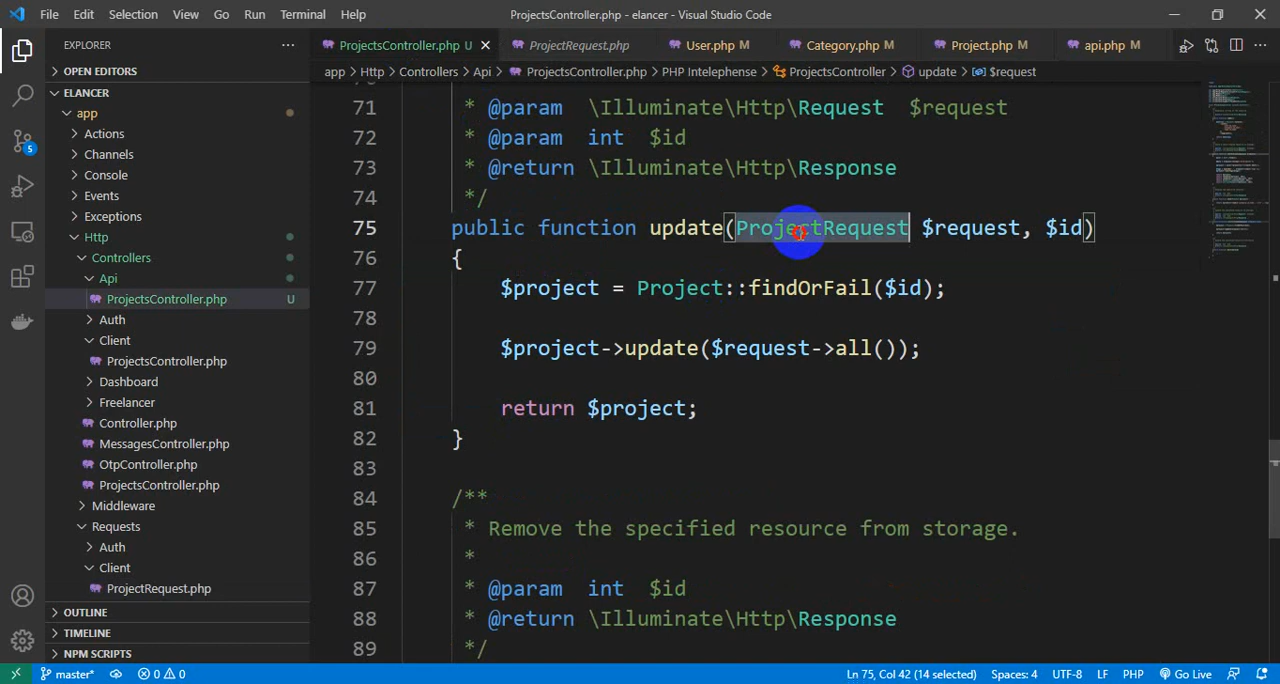 File Edit Selection View Go Run Terminal Help ProjectsController.php - elancer - Visual Studio Code
EXPLORER
ProjectsController.php U
ProjectRequest.php
User.php M
Category.php M
Project.php M
api.php M
OPEN EDITORS
app > Http > Controllers > Api > ProjectsController.php > PHP Intelephense > ProjectsController > update > $request
ELANCER
app
Actions
Channels
Console
Events
Exceptions
Http
Controllers
Api
ProjectsController.php U
Auth
Client
ProjectsController.php
Dashboard
Freelancer
Controller.php
MessagesController.php
OtpController.php
ProjectsController.php
Middleware
Requests
Auth
Client
ProjectRequest.php
OUTLINE
TIMELINE
NPM SCRIPTS
5
71 * @param \Illuminate\Http\Request $request
72 * @param int $id
73 * @return \Illuminate\Http\Response
74 */
75 public function update(ProjectRequest $request, $id)
76 {
77 $project = Project::findOrFail($id);
78
79 $project->update($request->all());
80
81 return $project;
82 }
83
84 /**
85 * Remove the specified resource from storage.
86 *
87 * @param int $id
88 * @return \Illuminate\Http\Response
89 */
master* 0 0 Ln 75, Col 42 (14 selected) Spaces: 4 UTF-8 LF PHP Go Live